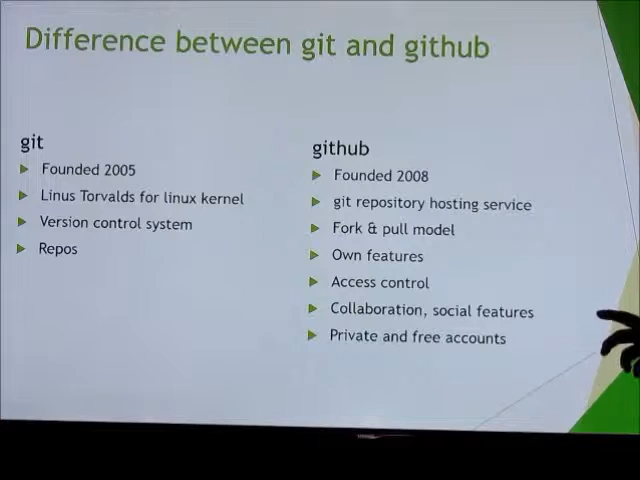 Difference between git and github
git
Founded 2005
Linus Torvalds for linux kernel
Version control system
Repos
github
Founded 2008
git repository hosting service
Fork & pull model
Own features
Access control
Collaboration, social features
Private and free accounts